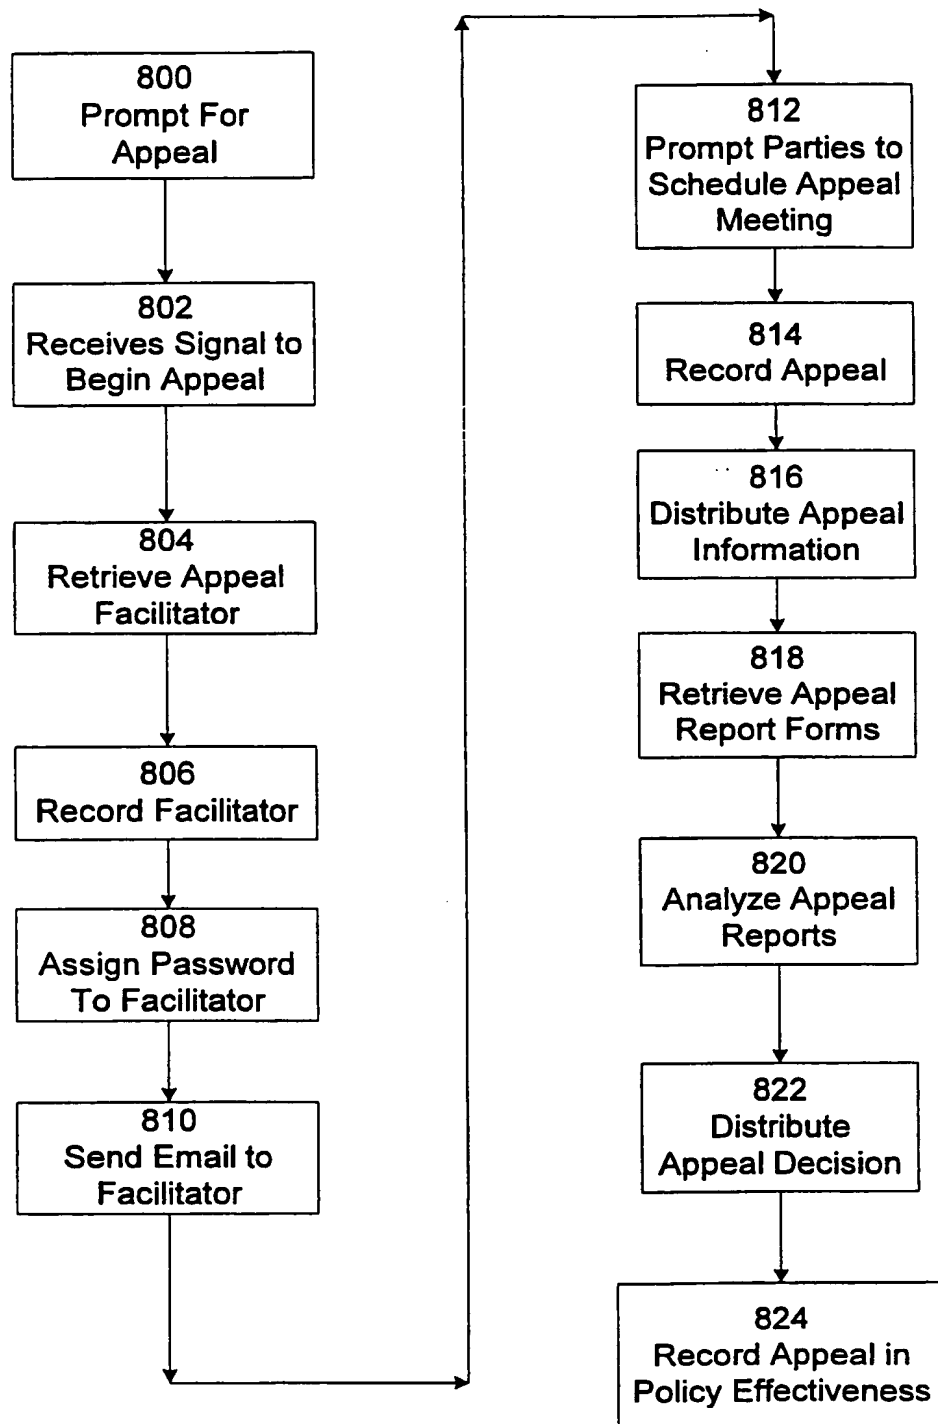 800
Prompt For
Appeal
802
Receives Signal to
Begin Appeal
804
Retrieve Appeal
Facilitator
806
Record Facilitator
808
Assign Password
To Facilitator
810
Send Email to
Facilitator
812
Prompt Parties to
Schedule Appeal
Meeting
814
Record Appeal
816
Distribute Appeal
Information
818
Retrieve Appeal
Report Forms
820
Analyze Appeal
Reports
822
Distribute
Appeal Decision
824
Record Appeal in
Policy Effectiveness